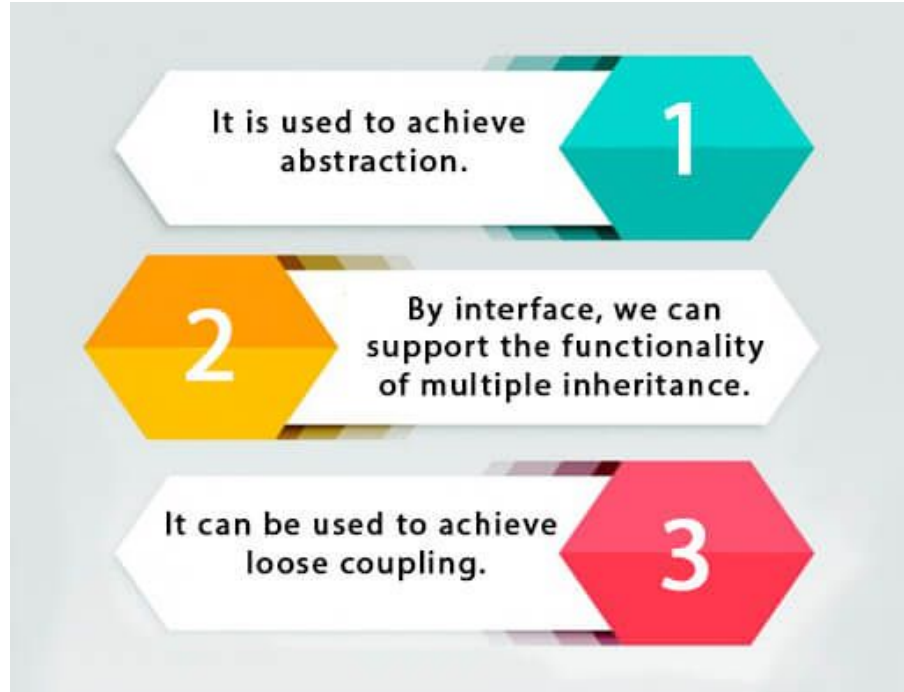 It is used to achieve
abstraction.
1
2
By interface, we can
support the functionality
of multiple inheritance.
It can be used to achieve
loose coupling.
3